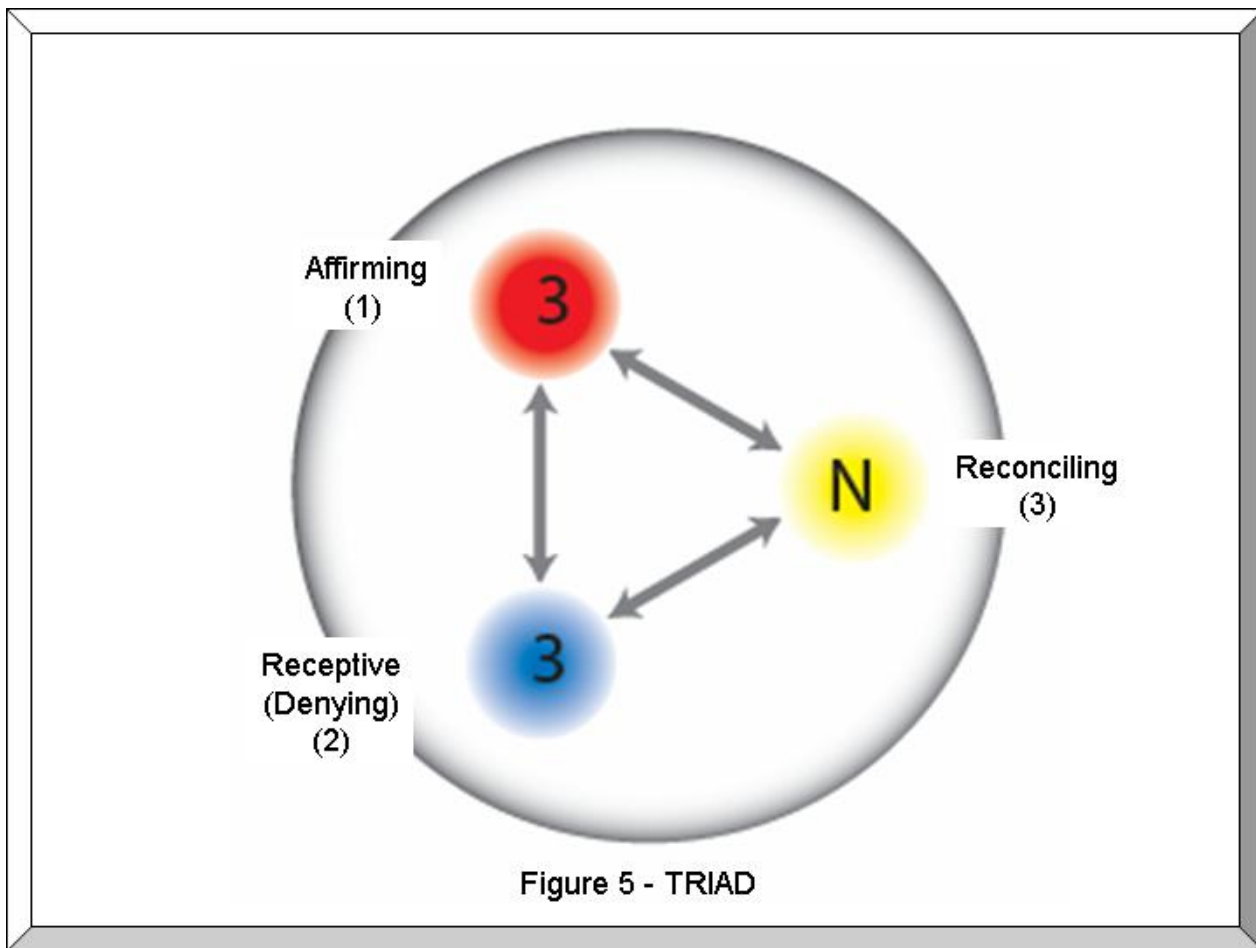 Affirming
(1)
3
N
Reconciling
(3)
3
Receptive
(Denying)
(2)
Figure 5 - TRIAD